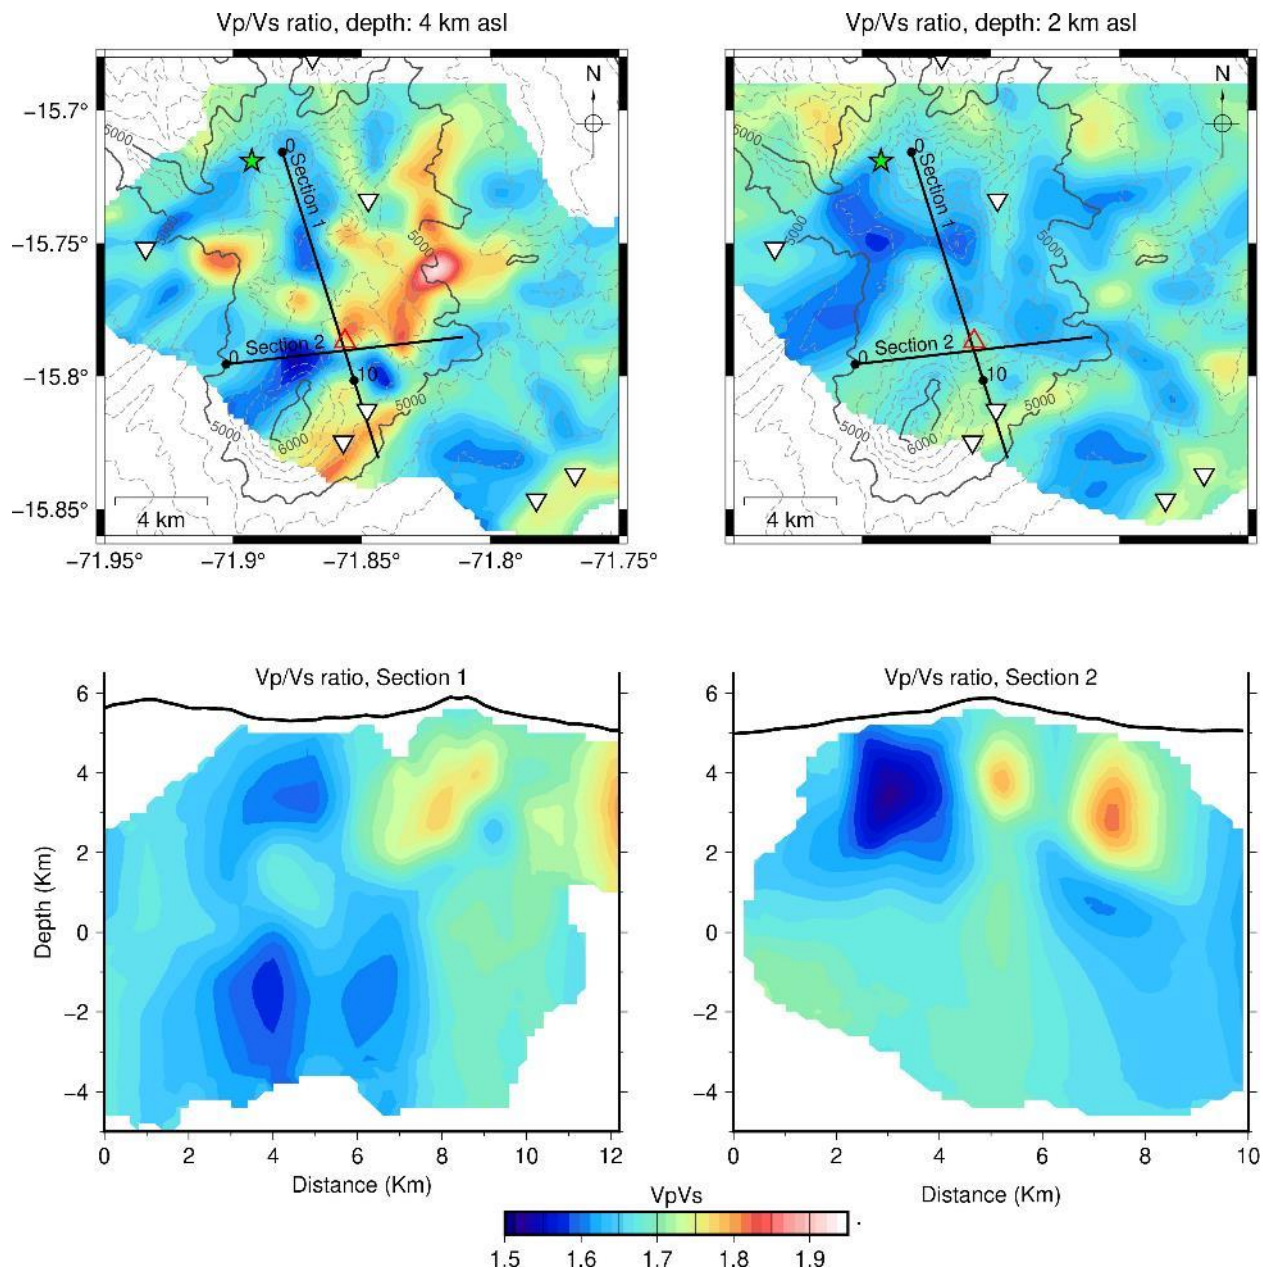 Vp/Vs ratio, depth: 4 km asl
Vp/Vs ratio, depth: 2 km asl
N
N
−15.7°
−15.75°
−15.8°
−15.85°
5000
0
Section 1
5000
5000
0
Section 2
10
5000
5000
6000
4 km
5000
0
Section 1
5000
0
Section 2
10
5000
5000
6000
4 km
−71.95°
−71.9°
−71.85°
−71.8°
−71.75°
Vp/Vs ratio, Section 1
Vp/Vs ratio, Section 2
6
4
2
0
−2
−4
Depth (Km)
6
4
2
0
−2
−4
0 2 4 6 8 10 12
Distance (Km)
0 2 4 6 8 10
Distance (Km)
VpVs
1.5 1.6 1.7 1.8 1.9